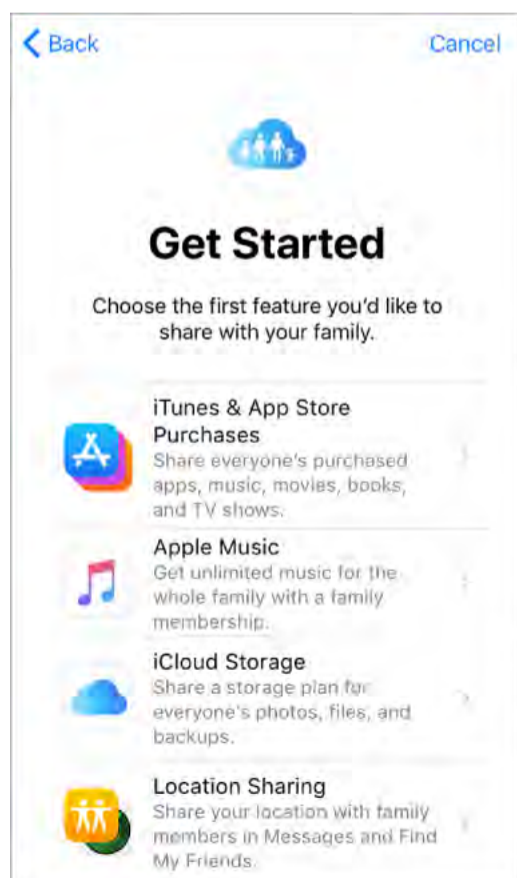 Back
Cancel
Get Started
Choose the first feature you'd like to
share with your family.
iTunes & App Store
Purchases
Share everyone's purchased
apps, music, movies, books,
and TV shows.
Apple Music
Get unlimited music for the
whole family with a family
membership.
iCloud Storage
Share a storage plan for
everyone's photos, files, and
backups.
Location Sharing
Share your location with family
members in Messages and Find
My Friends.